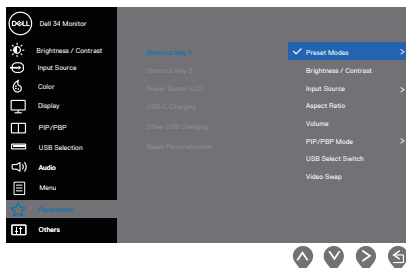 DELL
Dell 34 Monitor
Brightness / Contrast
Input Source
Color
Display
PIP/PBP
USB Selection
Audio
Menu
Personalize
Others
Shortcut Key 1
Shortcut Key 2
Power Button LED
USB-C Charging
Other USB Charging
Reset Personalization
Preset Modes
Brightness / Contrast
Input Source
Aspect Ratio
Volume
PIP/PBP Mode
USB Select Switch
Video Swap